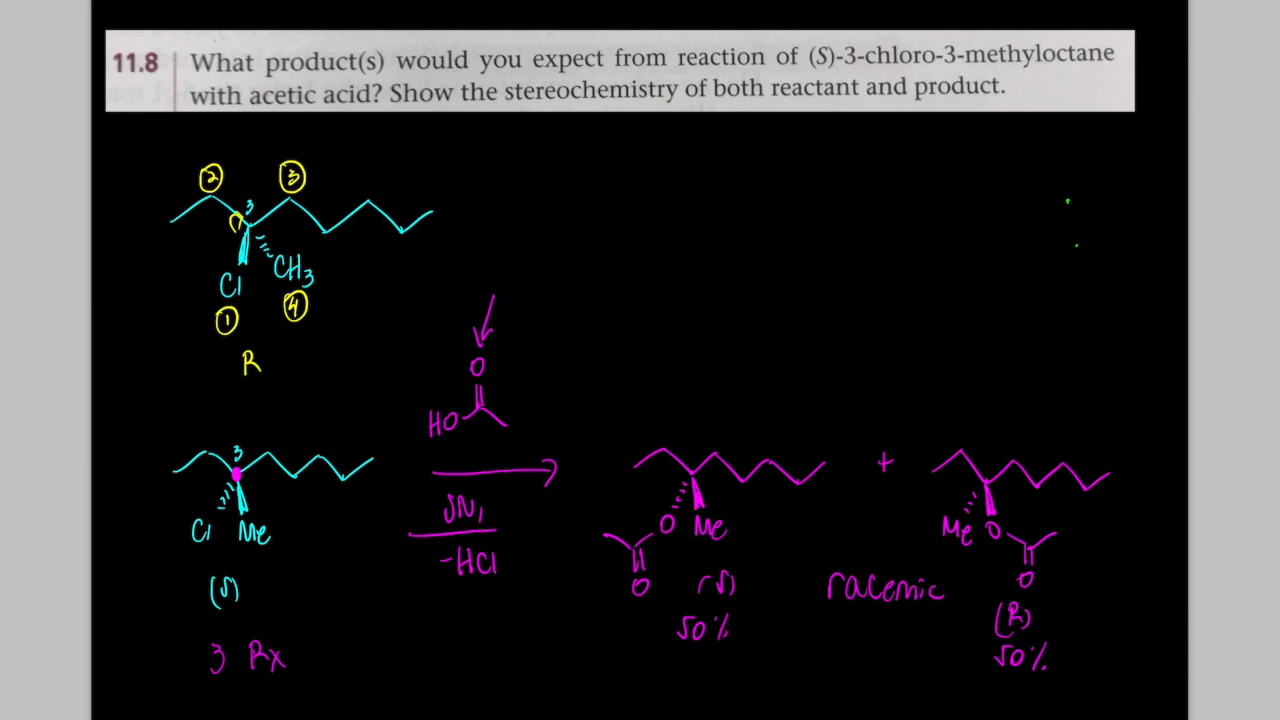 11.8 What product(s) would you expect from reaction of (S)-3-chloro-3-methyloctane
with acetic acid? Show the stereochemistry of both reactant and product.
2 3
3
Cl CH3
1 4
R
O
HO
3
Cl Me
SN1
-HCl
+
O Me
O
Me O
O
(S)
(S)
50%
racemic
(R)
50%
3 Rx